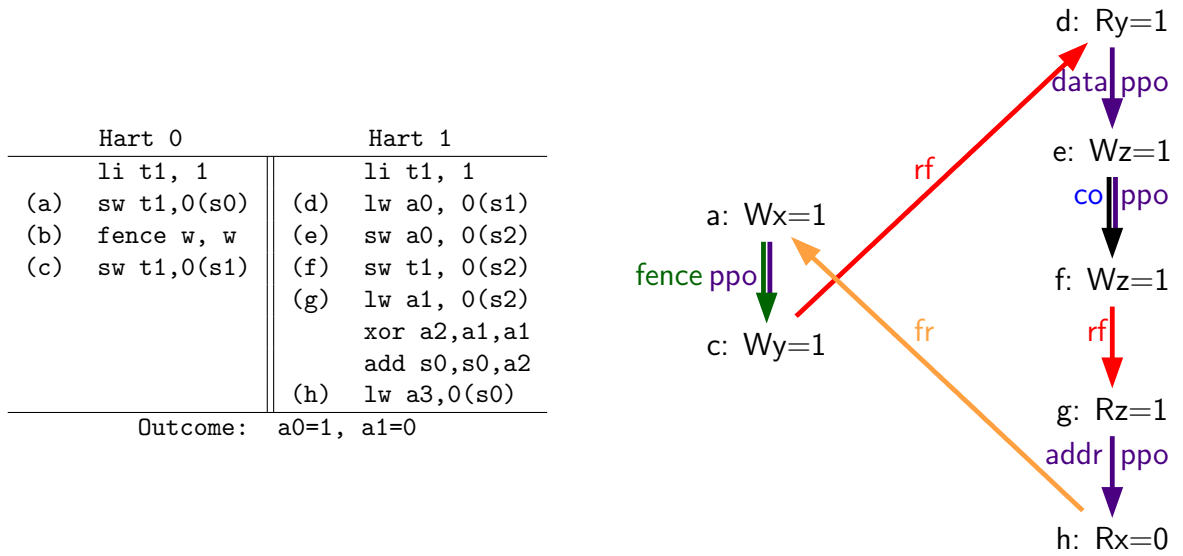 Hart 0 Hart 1
li t1, 1 li t1, 1
(a) sw t1,0(s0) (d) lw a0, 0(s1)
(b) fence w, w (e) sw a0, 0(s2)
(c) sw t1,0(s1) (f) sw t1, 0(s2)
(g) lw a1, 0(s2)
xor a2,a1,a1
add s0,s0,a2
(h) lw a3,0(s0)
Outcome: a0=1, a1=0
d: Ry=1
data ppo
e: Wz=1
rf
co ppo
a: Wx=1
fence ppo
f: Wz=1
c: Wy=1
fr
rf
g: Rz=1
addr ppo
h: Rx=0